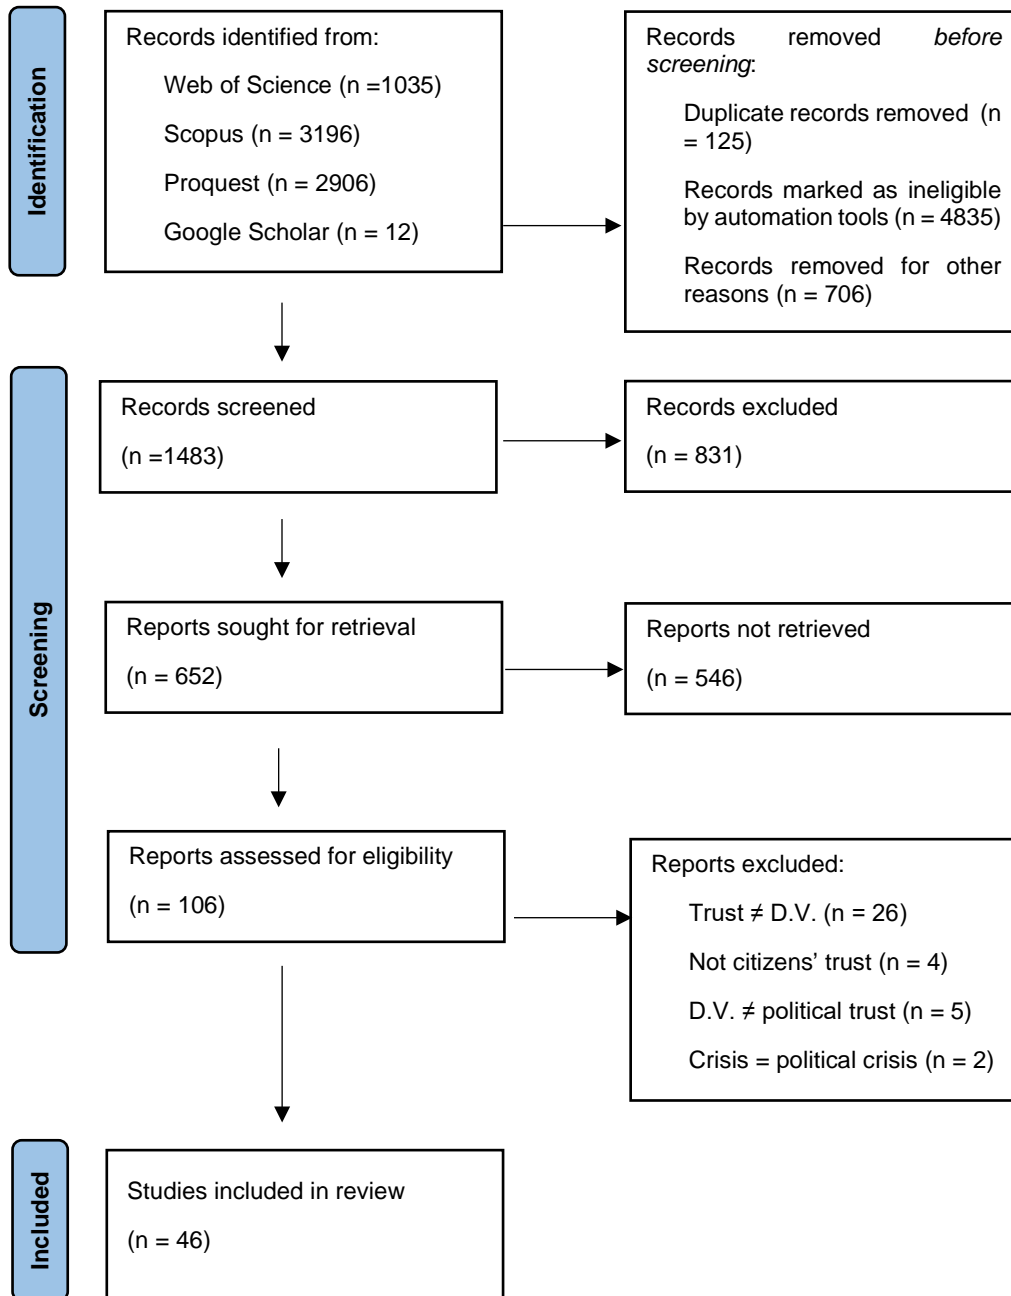 Identification
Records identified from:
Web of Science (n =1035)
Scopus (n = 3196)
Proquest (n = 2906)
Google Scholar (n = 12)
Records removed before
screening:
Duplicate records removed (n
= 125)
Records marked as ineligible
by automation tools (n = 4835)
Records removed for other
reasons (n = 706)
Screening
Records screened
(n =1483)
Records excluded
(n = 831)
Reports sought for retrieval
(n = 652)
Reports not retrieved
(n = 546)
Reports assessed for eligibility
(n = 106)
Reports excluded:
Trust ≠ D.V. (n = 26)
Not citizens’ trust (n = 4)
D.V. ≠ political trust (n = 5)
Crisis = political crisis (n = 2)
Included
Studies included in review
(n = 46)